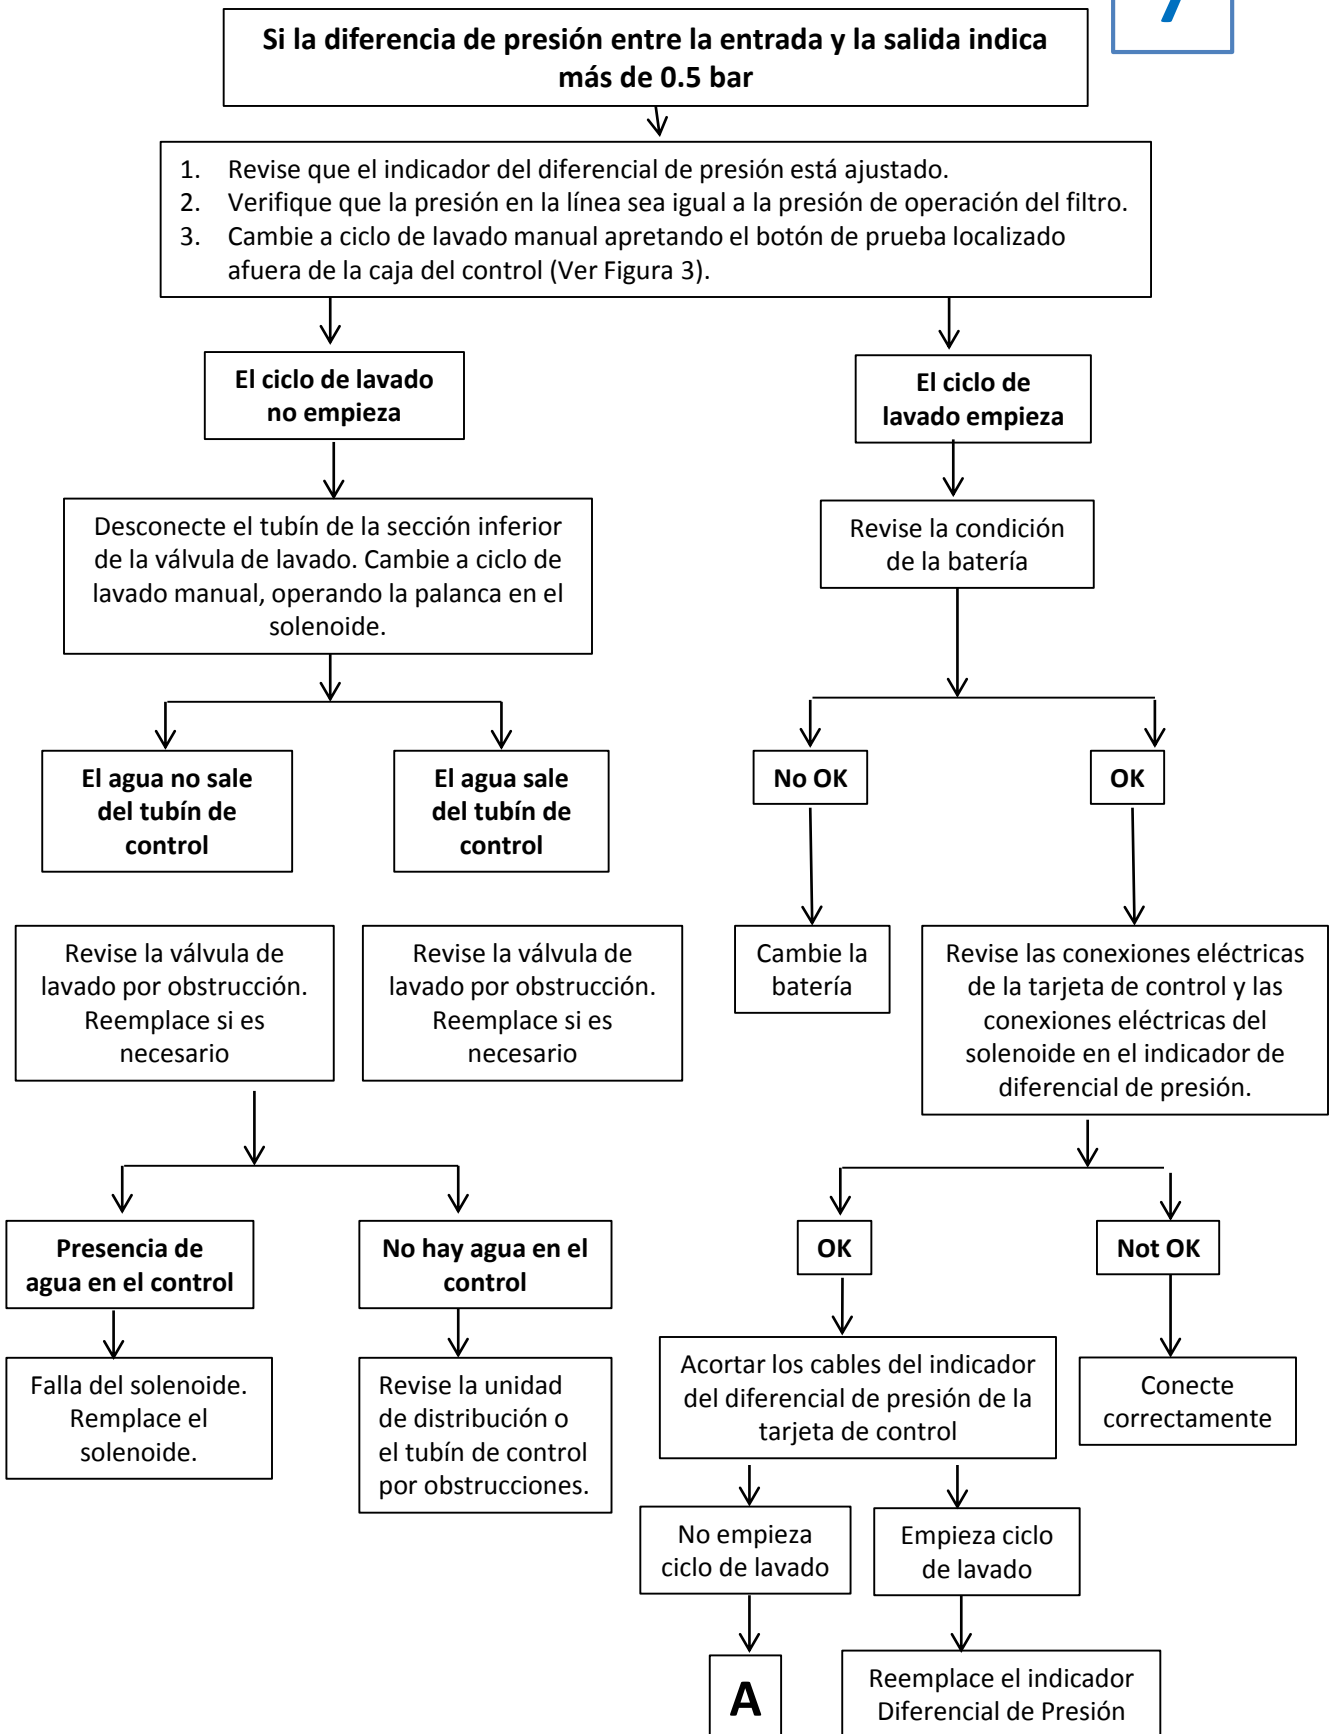 7
Si la diferencia de presión entre la entrada y la salida indica
más de 0.5 bar
1. Revise que el indicador del diferencial de presión está ajustado.
2. Verifique que la presión en la línea sea igual a la presión de operación del filtro.
3. Cambie a ciclo de lavado manual apretando el botón de prueba localizado
afuera de la caja del control (Ver Figura 3).
El ciclo de lavado
no empieza
El ciclo de
lavado empieza
Desconecte el tubín de la sección inferior
de la válvula de lavado. Cambie a ciclo de
lavado manual, operando la palanca en el
solenoide.
Revise la condición
de la batería
El agua no sale
del tubín de
control
El agua sale
del tubín de
control
No OK
OK
Revise la válvula de
lavado por obstrucción.
Reemplace si es
necesario
Revise la válvula de
lavado por obstrucción.
Reemplace si es
necesario
Cambie la
batería
Revise las conexiones eléctricas
de la tarjeta de control y las
conexiones eléctricas del
solenoide en el indicador de
diferencial de presión.
Presencia de
agua en el control
No hay agua en el
control
OK
Not OK
Falla del solenoide.
Remplace el
solenoide.
Revise la unidad
de distribución o
el tubín de control
por obstrucciones.
Acortar los cables del indicador
del diferencial de presión de la
tarjeta de control
Conecte
correctamente
No empieza
ciclo de lavado
Empieza ciclo
de lavado
A
Reemplace el indicador
Diferencial de Presión